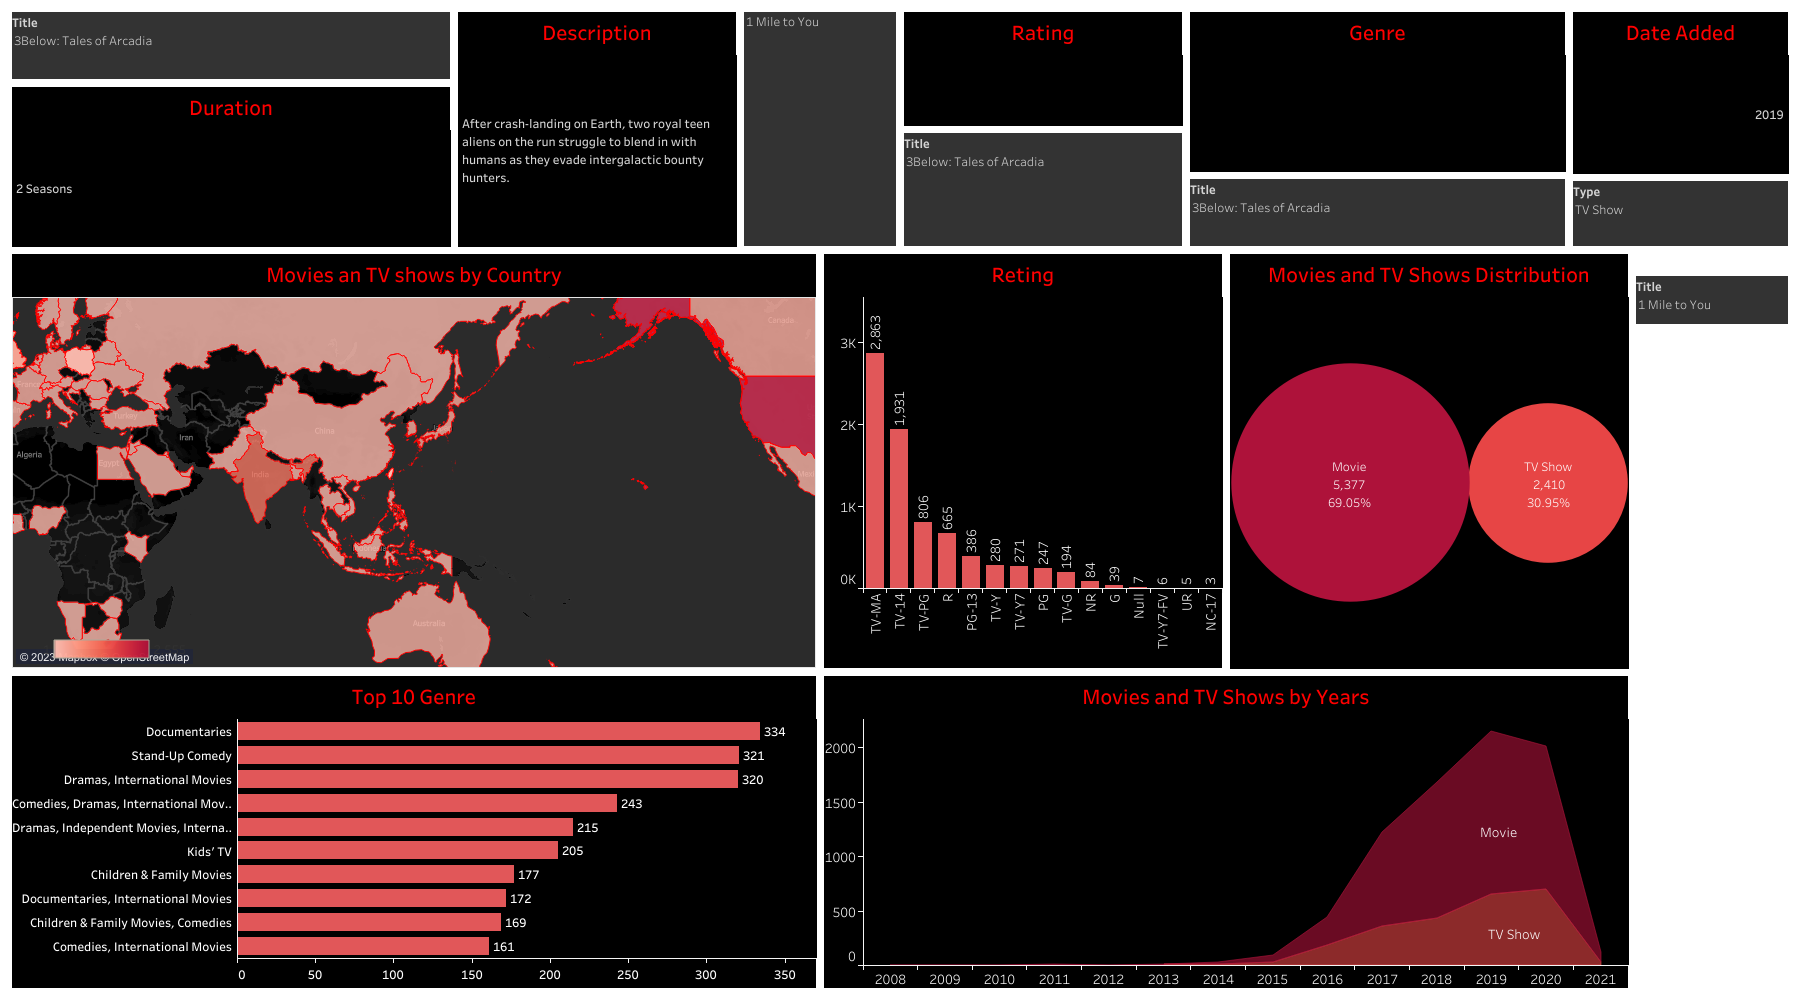 Title
3Below: Tales of Arcadia
Duration
2 Seasons
Description
After crash-landing on Earth, two royal teen
aliens on the run struggle to blend in with
humans as they evade intergalactic bounty
hunters.
1 Mile to You
Rating
Title
3Below: Tales of Arcadia
Genre
Title
3Below: Tales of Arcadia
Date Added
2019
Type
TV Show
Movies an TV shows by Country
Canada
France
Turkey
Iran
China
Algeria
Egypt
India
Indonesia
Australia
© 2023 Mapbox © OpenStreetMap
Reting
3K
2K
1K
0K
2,863
1,931
806
665
386
280
271
247
194
84
39
7
6
5
3
TV-MA
TV-14
TV-PG
R
PG-13
TV-Y
TV-Y7
PG
TV-G
NR
G
Null
TV-Y7-FV
UR
NC-17
Movies and TV Shows Distribution
Movie
5,377
69.05%
TV Show
2,410
30.95%
Title
1 Mile to You
Top 10 Genre
Documentaries 334
Stand-Up Comedy 321
Dramas, International Movies 320
Comedies, Dramas, International Mov.. 243
Dramas, Independent Movies, Interna.. 215
Kids' TV 205
Children & Family Movies 177
Documentaries, International Movies 172
Children & Family Movies, Comedies 169
Comedies, International Movies 161
0 50 100 150 200 250 300 350
Movies and TV Shows by Years
2000
1500
1000
500
0
Movie
TV Show
2008 2009 2010 2011 2012 2013 2014 2015 2016 2017 2018 2019 2020 2021